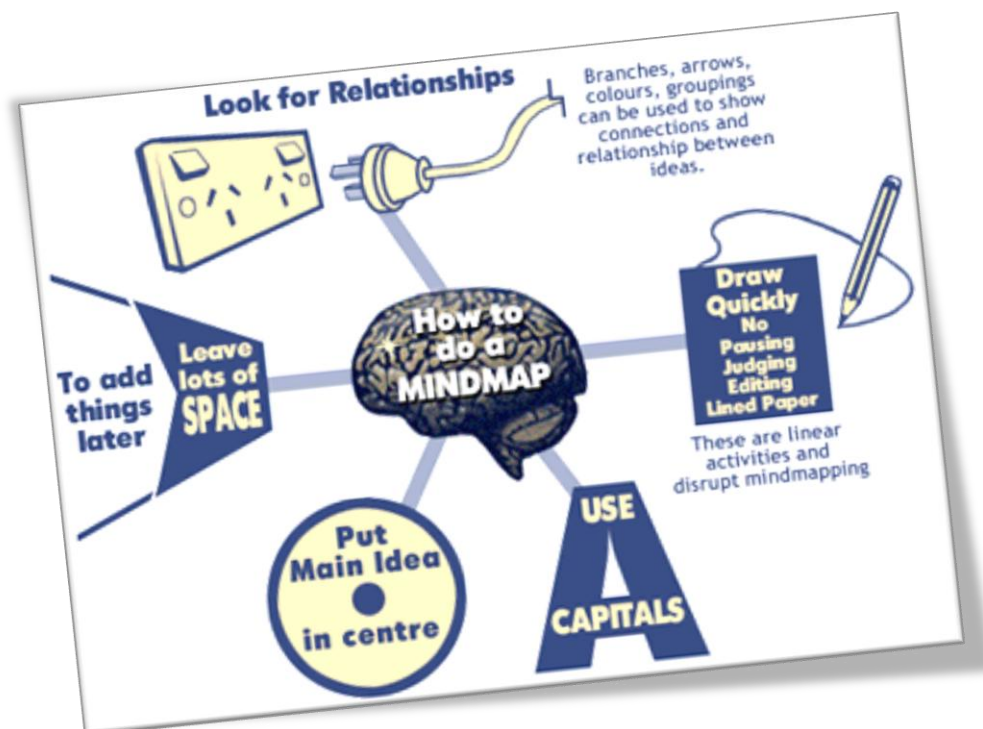 Look for Relationships
Branches, arrows,
colours, groupings
can be used to show
connections and
relationship between
ideas.
How to
do a
MINDMAP
Draw
Quickly
No
Pausing
Judging
Editing
Lined Paper
These are linear
activities and
disrupt mindmapping
To add
things
later
Leave
lots of
SPACE
Put
Main Idea
in centre
USE
CAPITALS